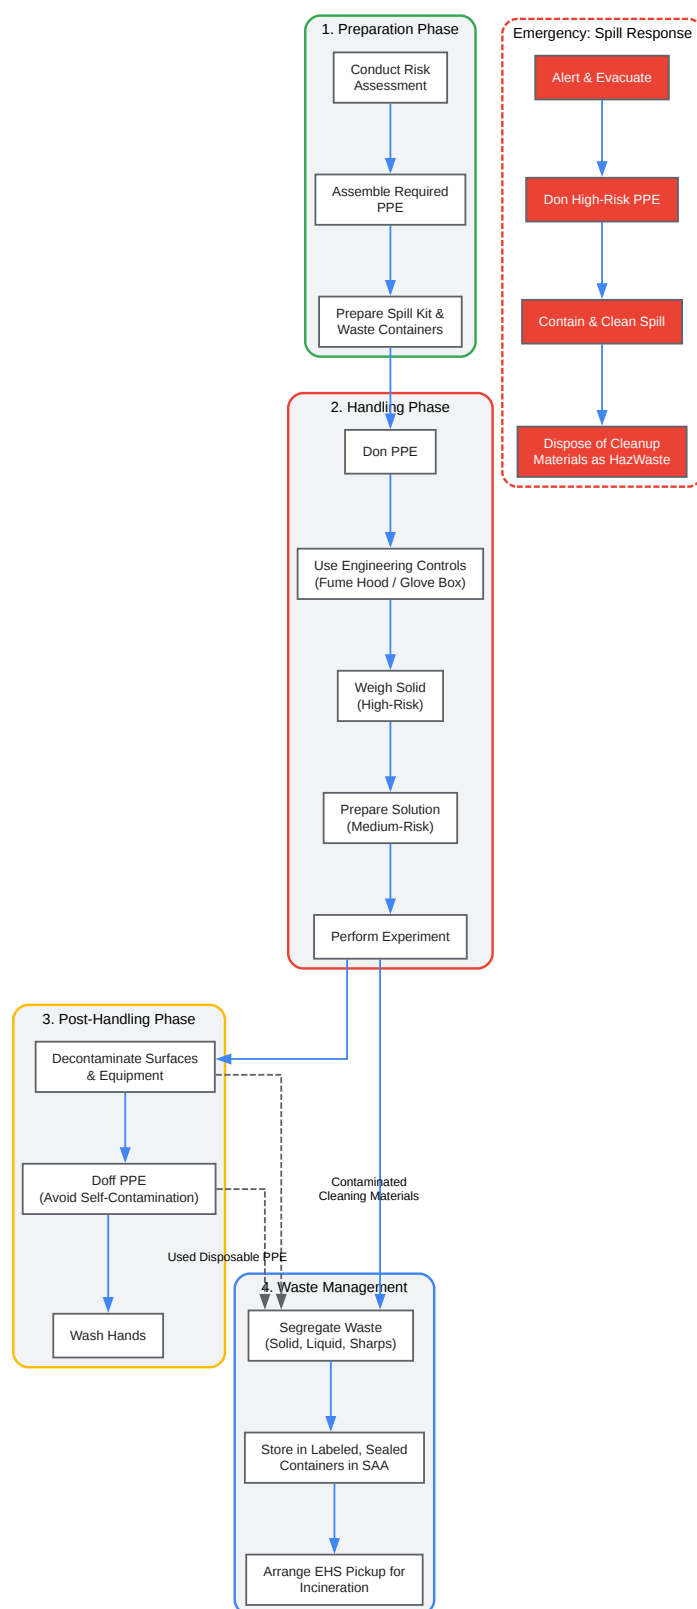 1. Preparation Phase
Conduct Risk
Assessment
Assemble Required
PPE
Prepare Spill Kit &
Waste Containers
Emergency: Spill Response
Alert & Evacuate
Don High-Risk PPE
Contain & Clean Spill
Dispose of Cleanup
Materials as HazWaste
2. Handling Phase
Don PPE
Use Engineering Controls
(Fume Hood / Glove Box)
Weigh Solid
(High-Risk)
Prepare Solution
(Medium-Risk)
Perform Experiment
3. Post-Handling Phase
Decontaminate Surfaces
& Equipment
Doff PPE
(Avoid Self-Contamination)
Wash Hands
Contaminated
Cleaning Materials
Used Disposable PPE
4. Waste Management
Segregate Waste
(Solid, Liquid, Sharps)
Store in Labeled, Sealed
Containers in SAA
Arrange EHS Pickup for
Incineration